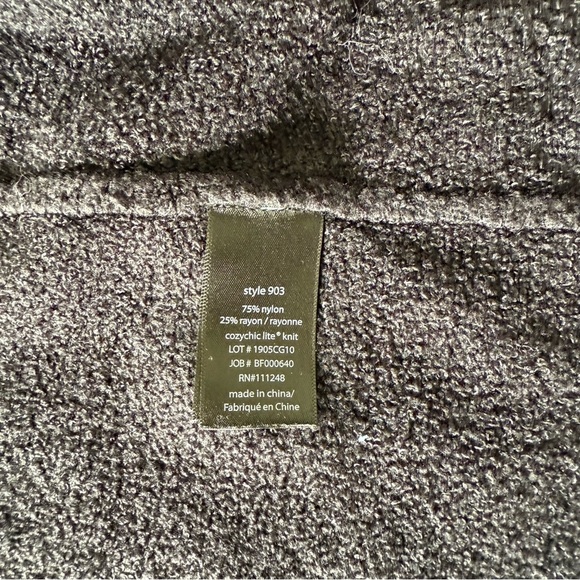 style 903
75% nylon
25% rayon / rayonne
cozychic lite® knit
LOT # 1905CG10
JOB # BF000640
RN#111248
made in china/
Fabriqué en Chine